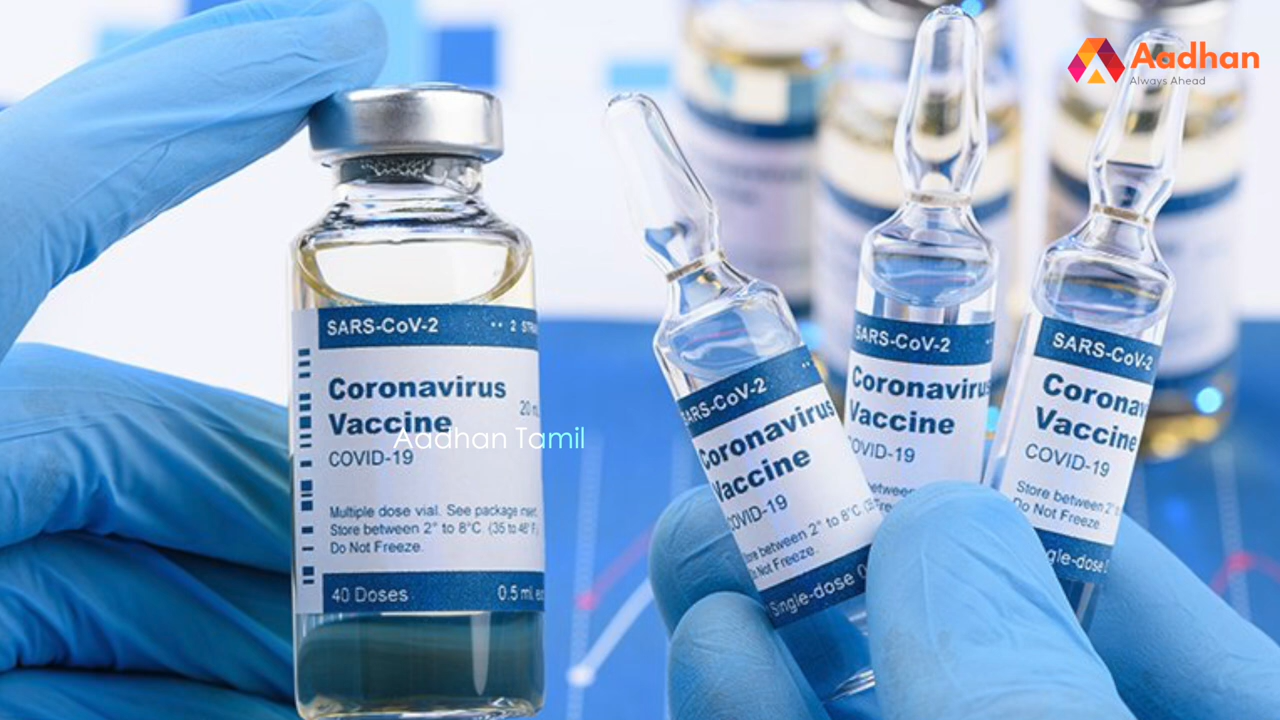 Aadhan
Always Ahead
SARS-CoV-2
Coronavirus
Vaccine
COVID-19
Multiple dose vial. See package
Store between 2° to 8°C (35 to 46°F)
Do Not Freeze.
40 Doses 0.5 ml
Aadhan Tamil
SARS-CoV-2
Coronavirus
Vaccine
COVID-19
between 2° to 8°C
Not Freeze.
Single-dose
SARS-CoV-2
Coronavirus
Vaccine
COVID-19
SARS-CoV-2
Vaccine
COVID-19
Store between 2°
Do Not Freeze.